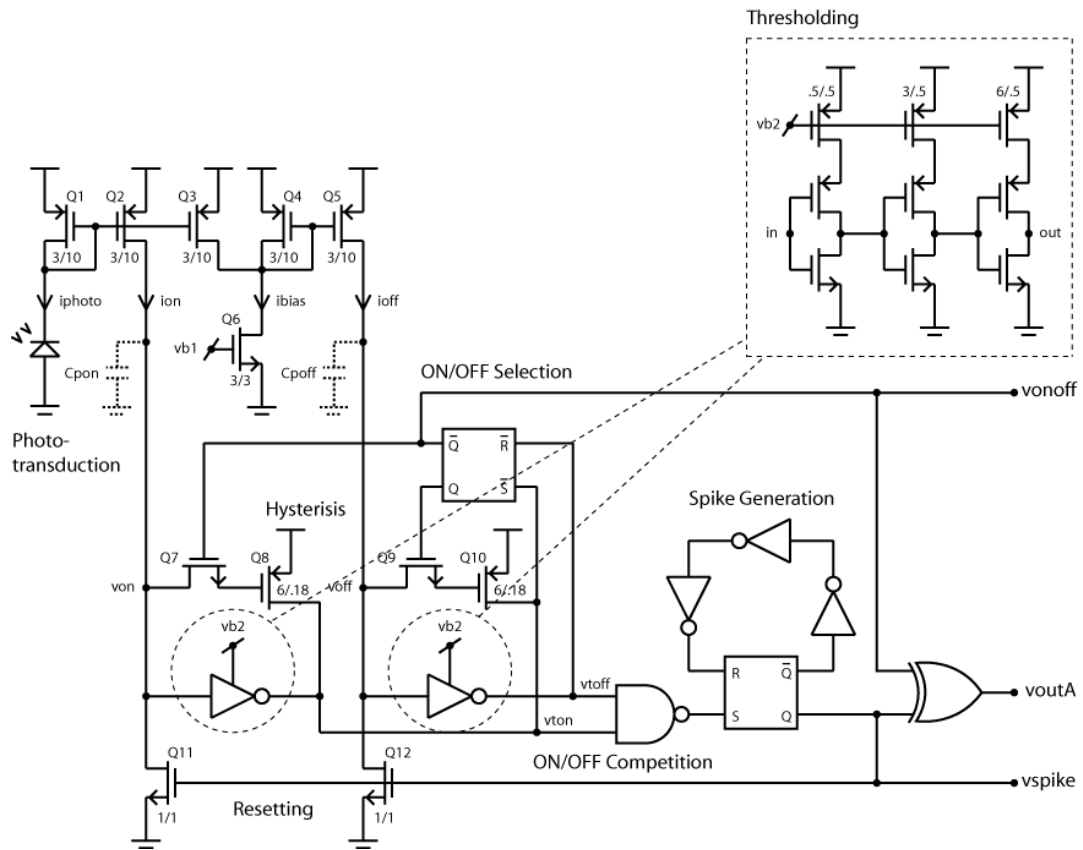 Thresholding
.5/.5 3/.5 6/.5
vb2
in out
Q1 Q2 Q3 Q4 Q5
3/10 3/10 3/10 3/10 3/10
iphoto ion ibias ioff
Q6
vb1
3/3
Cpon Cpoff
Photo-
transduction
ON/OFF Selection
vonoff
Q̅ R̅
Q S̅
Hysterisis
Spike Generation
Q7 Q8 Q9 Q10
6/.18 6/.18
von voff
vb2 vb2
R Q̅
S Q
vtoff
vton
voutA
ON/OFF Competition
Q11 Q12
Resetting
vspike
1/1 1/1